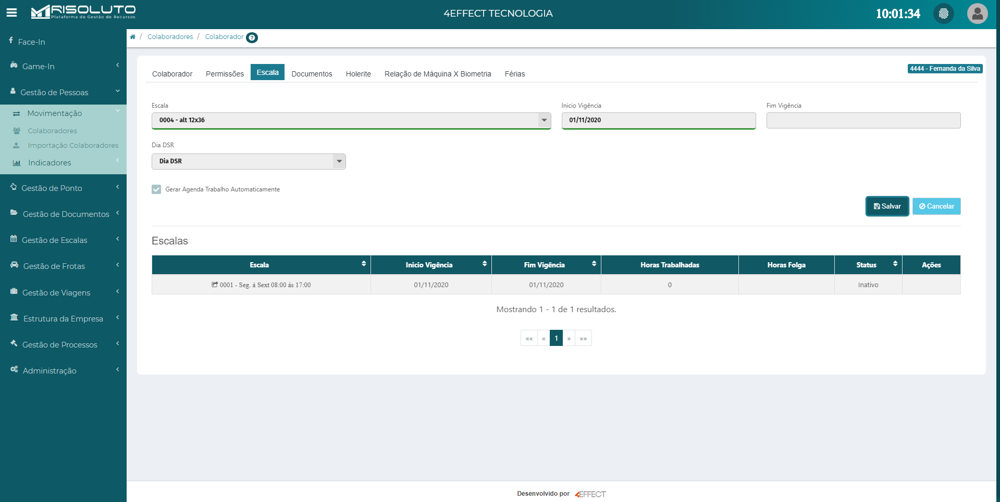 RISOLUTO
Plataforma de Gestão de Recursos
4EFFECT TECNOLOGIA
10:01:34
Face-In
Game-In
Gestão de Pessoas
Movimentação
Colaboradores
Importação Colaboradores
Indicadores
Gestão de Ponto
Gestão de Documentos
Gestão de Escalas
Gestão de Frotas
Gestão de Viagens
Estrutura da Empresa
Gestão de Processos
Administração
/ Colaboradores / Colaborador ?
Colaborador Permissões Escala Documentos Holerite Relação de Máquina X Biometria Férias
4444 - Fernanda da Silva
Escala Inicio Vigência Fim Vigência
0004 - alt 12x36 01/11/2020
Dia DSR
Dia DSR
Gerar Agenda Trabalho Automaticamente
Salvar Cancelar
Escalas
Escala Inicio Vigência Fim Vigência Horas Trabalhadas Horas Folga Status Ações
0001 - Seg. á Sext 08:00 ás 17:00 01/11/2020 01/11/2020 0 Inativo
Mostrando 1 - 1 de 1 resultados.
«« « 1 » »»
Desenvolvido por 4EFFECT